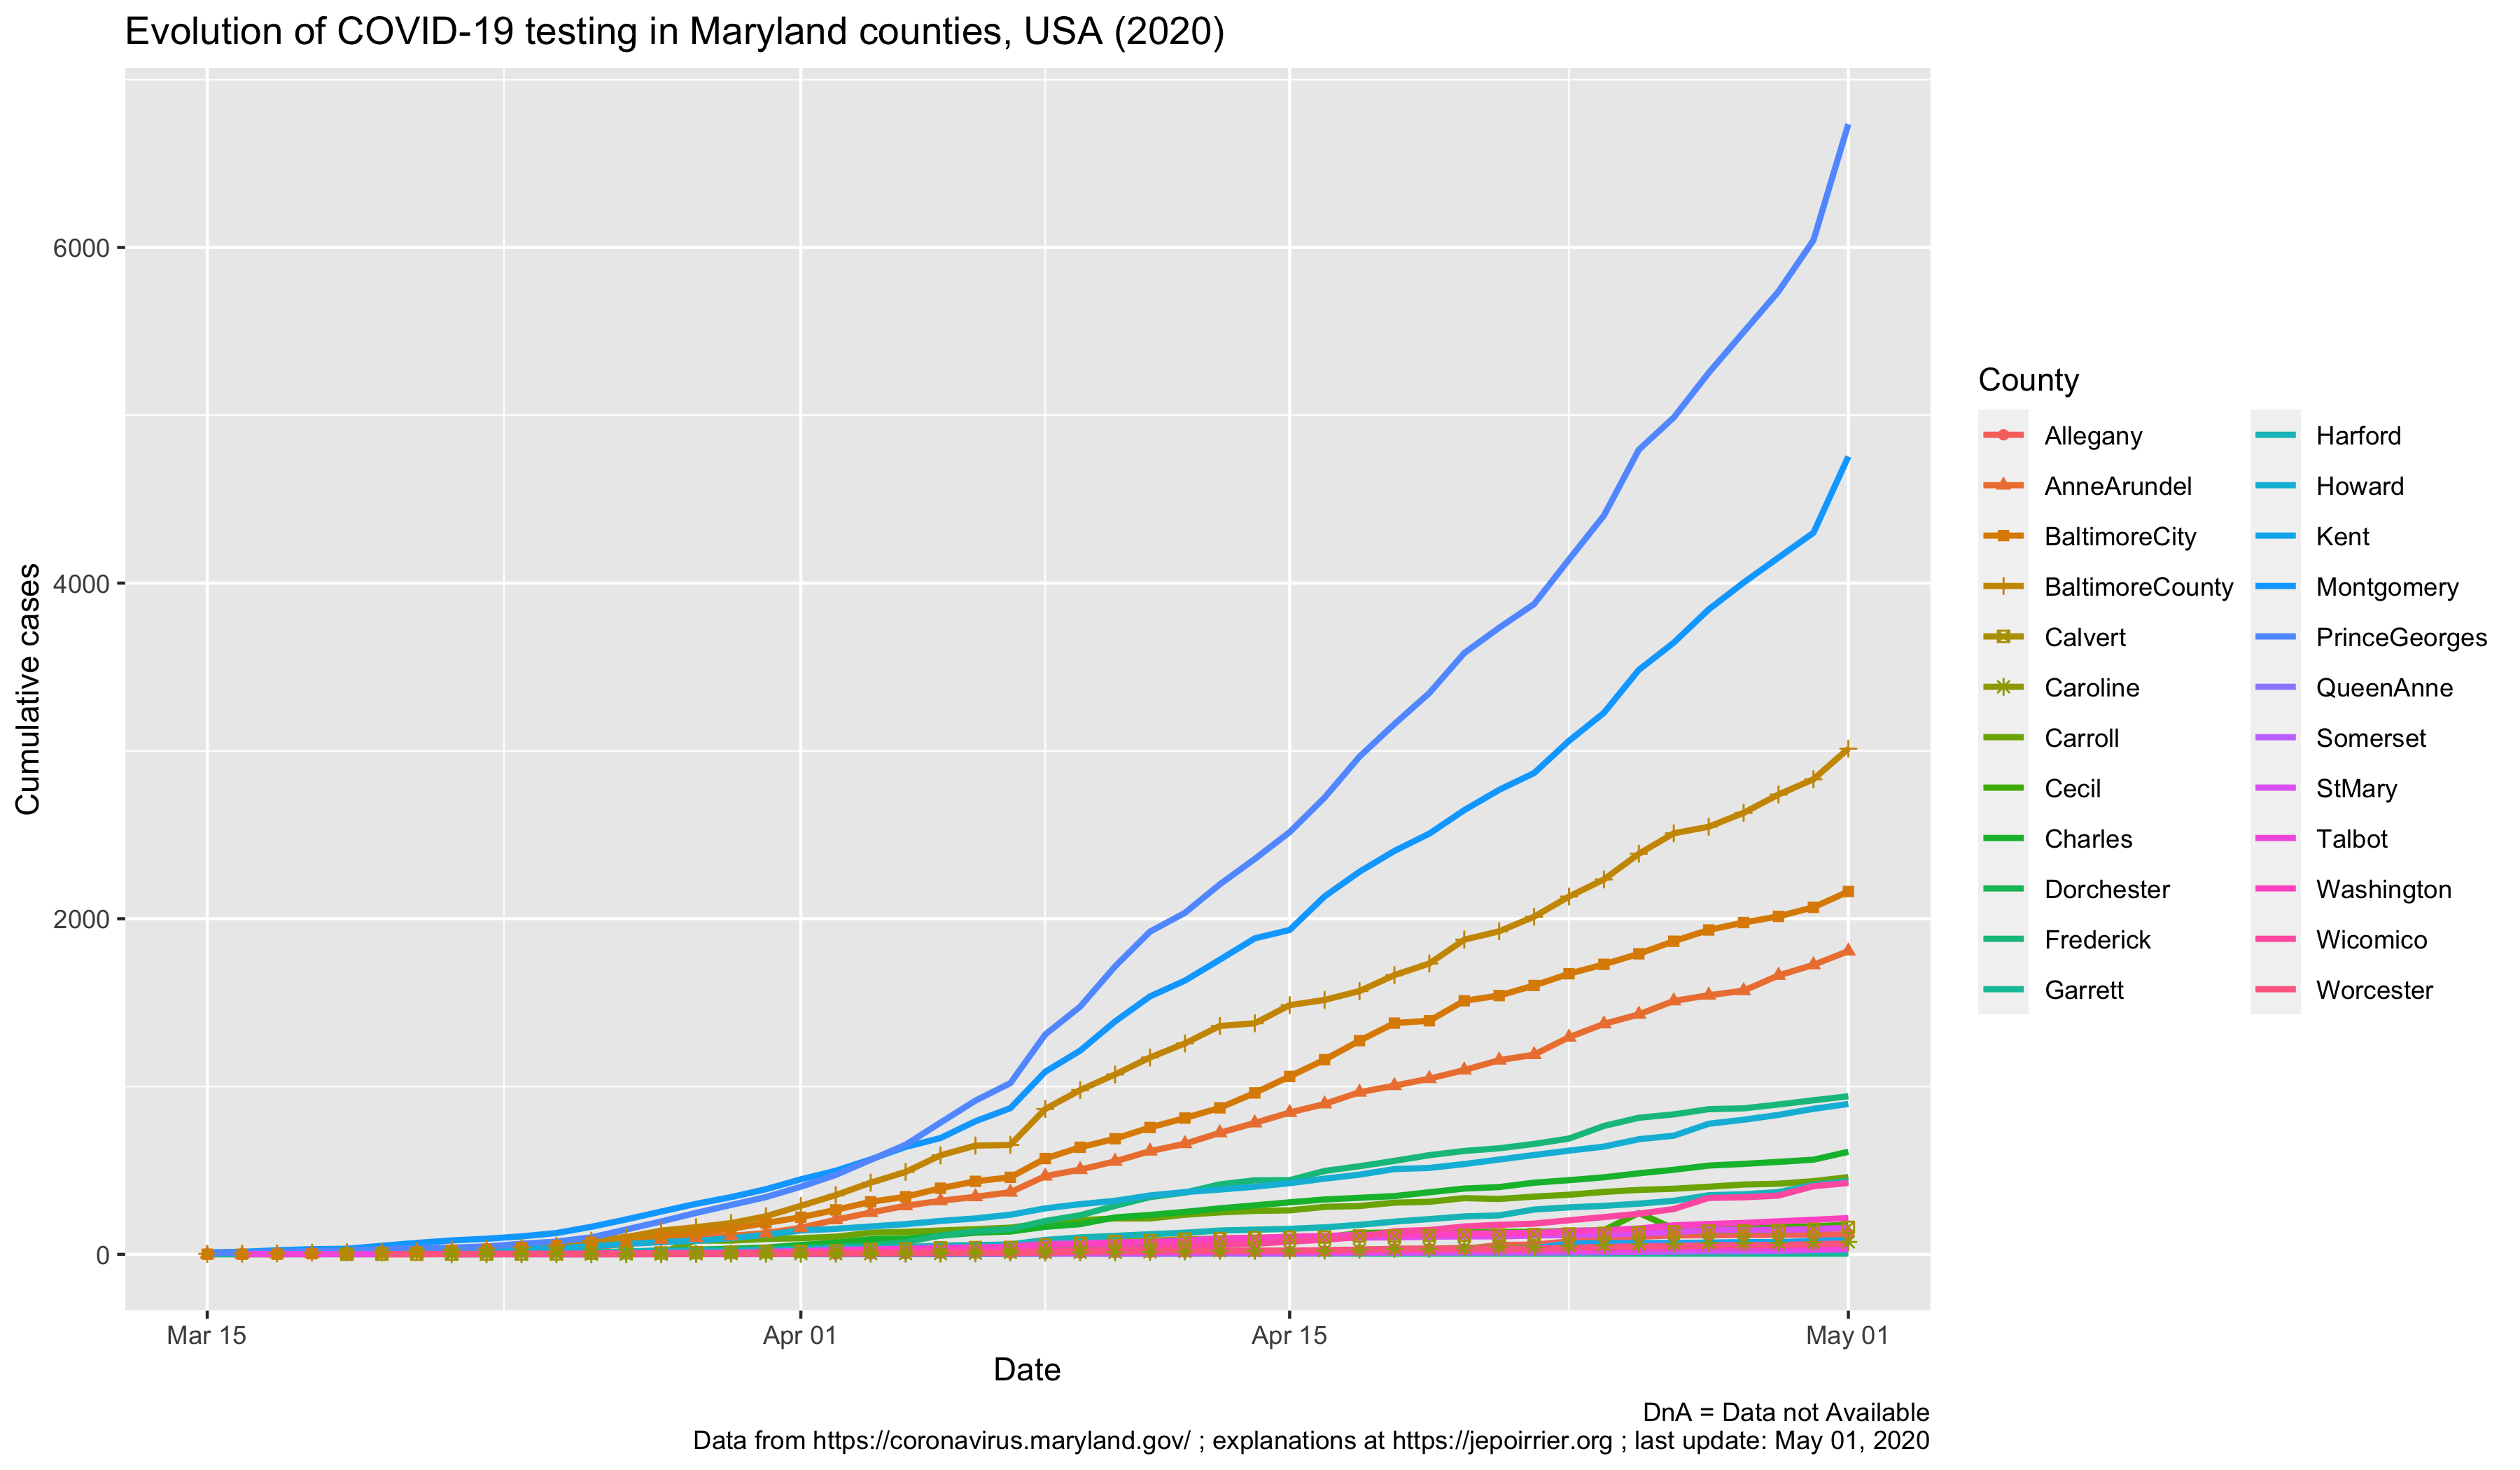 Evolution of COVID-19 testing in Maryland counties, USA (2020)
Cumulative cases
6000
4000
2000
0
Mar 15
Apr 01
Apr 15
May 01
Date
County
Allegany
AnneArundel
BaltimoreCity
BaltimoreCounty
Calvert
Caroline
Carroll
Cecil
Charles
Dorchester
Frederick
Garrett
Harford
Howard
Kent
Montgomery
PrinceGeorges
QueenAnne
Somerset
StMary
Talbot
Washington
Wicomico
Worcester
DnA = Data not Available
Data from https://coronavirus.maryland.gov/ ; explanations at https://jepoirrier.org ; last update: May 01, 2020